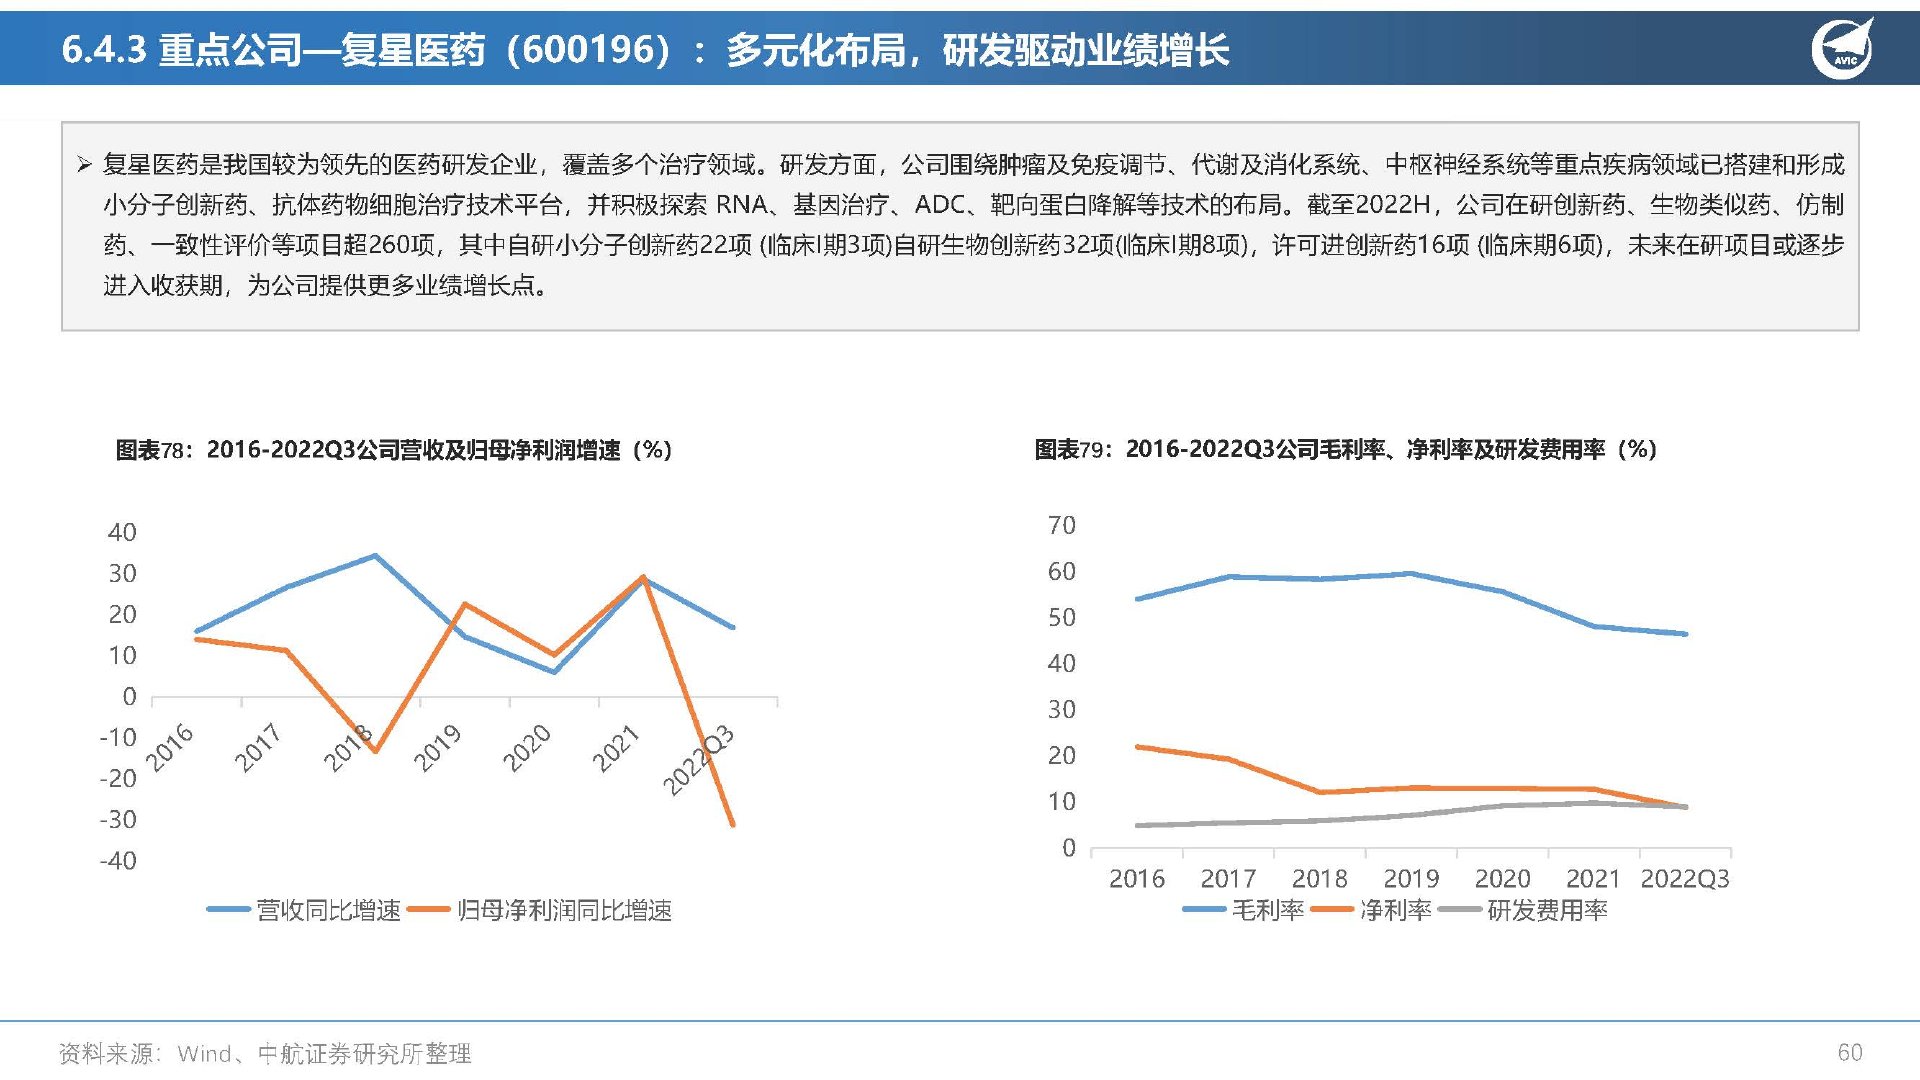 6.4.3 重点公司—复星医药（600196）：多元化布局，研发驱动业绩增长
AVIC
➢ 复星医药是我国较为领先的医药研发企业，覆盖多个治疗领域。研发方面，公司围绕肿瘤及免疫调节、代谢及消化系统、中枢神经系统等重点疾病领域已搭建和形成
小分子创新药、抗体药物细胞治疗技术平台，并积极探索 RNA、基因治疗、ADC、靶向蛋白降解等技术的布局。截至2022H，公司在研创新药、生物类似药、仿制
药、一致性评价等项目超260项，其中自研小分子创新药22项 (临床I期3项)自研生物创新药32项(临床I期8项)，许可进创新药16项 (临床期6项)，未来在研项目或逐步
进入收获期，为公司提供更多业绩增长点。
图表78：2016-2022Q3公司营收及归母净利润增速（%）
40
30
20
10
0
-10
-20
-30
-40
2016 2017 2018 2019 2020 2021 2022Q3
营收同比增速 归母净利润同比增速
图表79：2016-2022Q3公司毛利率、净利率及研发费用率（%）
70
60
50
40
30
20
10
0
2016 2017 2018 2019 2020 2021 2022Q3
毛利率 净利率 研发费用率
资料来源：Wind、中航证券研究所整理
60